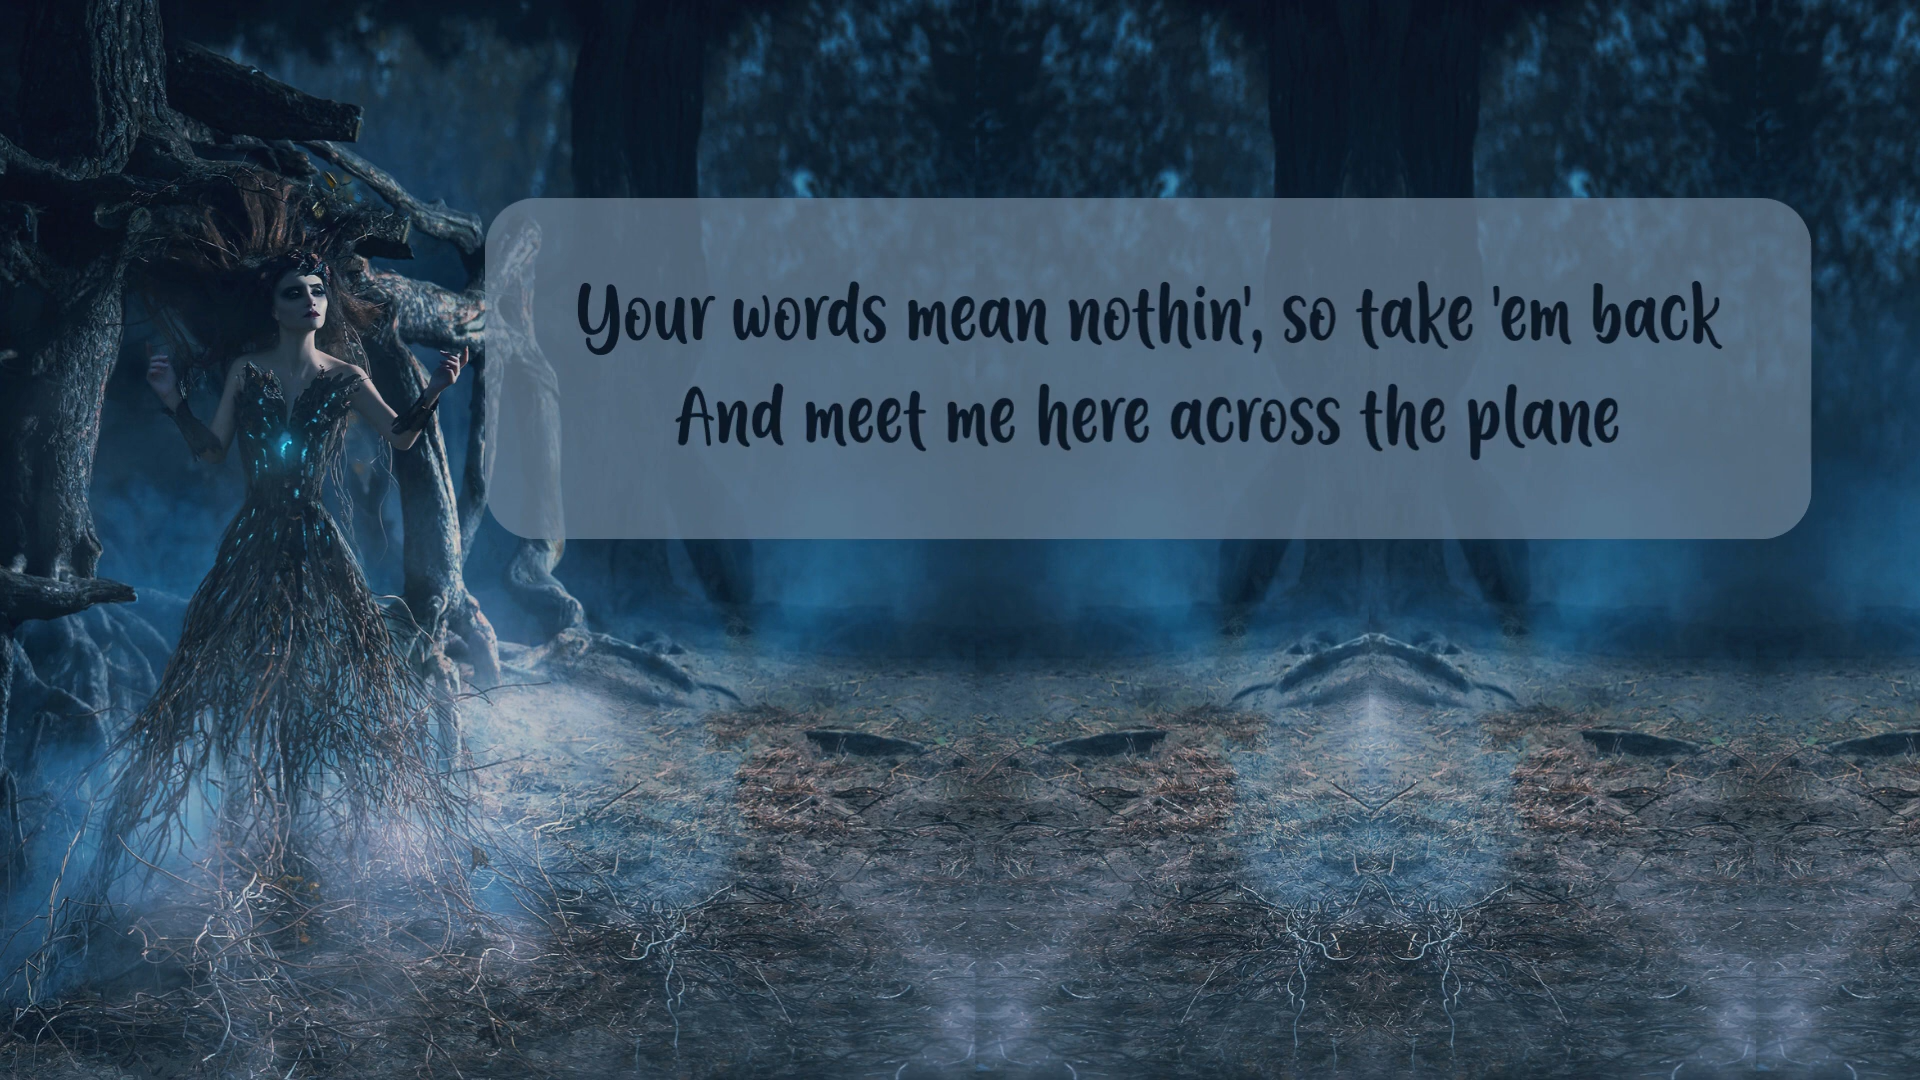 Your words mean nothin', so take 'em back
And meet me here across the plane